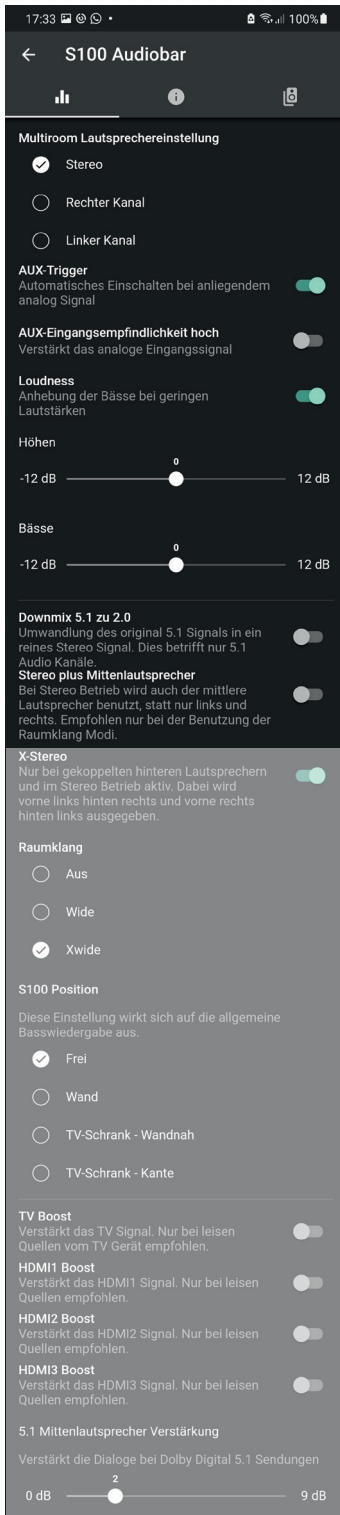 17:33 100%
S100 Audiobar
Multiroom Lautsprechereinstellung
Stereo
Rechter Kanal
Linker Kanal
AUX-Trigger
Automatisches Einschalten bei anliegendem
analog Signal
AUX-Eingangsempfindlichkeit hoch
Verstärkt das analoge Eingangssignal
Loudness
Anhebung der Bässe bei geringen
Lautstärken
Höhen
0
-12 dB 12 dB
Bässe
0
-12 dB 12 dB
Downmix 5.1 zu 2.0
Umwandlung des original 5.1 Signals in ein
reines Stereo Signal. Dies betrifft nur 5.1
Audio Kanäle.
Stereo plus Mittenlautsprecher
Bei Stereo Betrieb wird auch der mittlere
Lautsprecher benutzt, statt nur links und
rechts. Empfohlen nur bei der Benutzung der
Raumklang Modi.
X-Stereo
Nur bei gekoppelten hinteren Lautsprechern
und im Stereo Betrieb aktiv. Dabei wird
vorne links hinten rechts und vorne rechts
hinten links ausgegeben.
Raumklang
Aus
Wide
Xwide
S100 Position
Diese Einstellung wirkt sich auf die allgemeine
Basswiedergabe aus.
Frei
Wand
TV-Schrank - Wandnah
TV-Schrank - Kante
TV Boost
Verstärkt das TV Signal. Nur bei leisen
Quellen vom TV Gerät empfohlen.
HDMI1 Boost
Verstärkt das HDMI1 Signal. Nur bei leisen
Quellen empfohlen.
HDMI2 Boost
Verstärkt das HDMI2 Signal. Nur bei leisen
Quellen empfohlen.
HDMI3 Boost
Verstärkt das HDMI3 Signal. Nur bei leisen
Quellen empfohlen.
5.1 Mittenlautsprecher Verstärkung
Verstärkt die Dialoge bei Dolby Digital 5.1 Sendungen
2
0 dB 9 dB